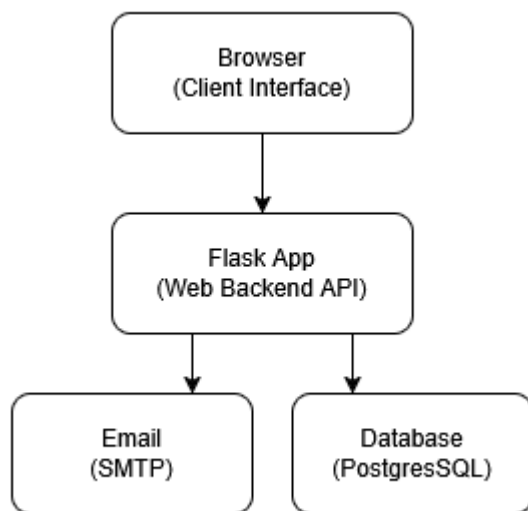 Browser
(Client Interface)
Flask App
(Web Backend API)
Email
(SMTP)
Database
(PostgresSQL)